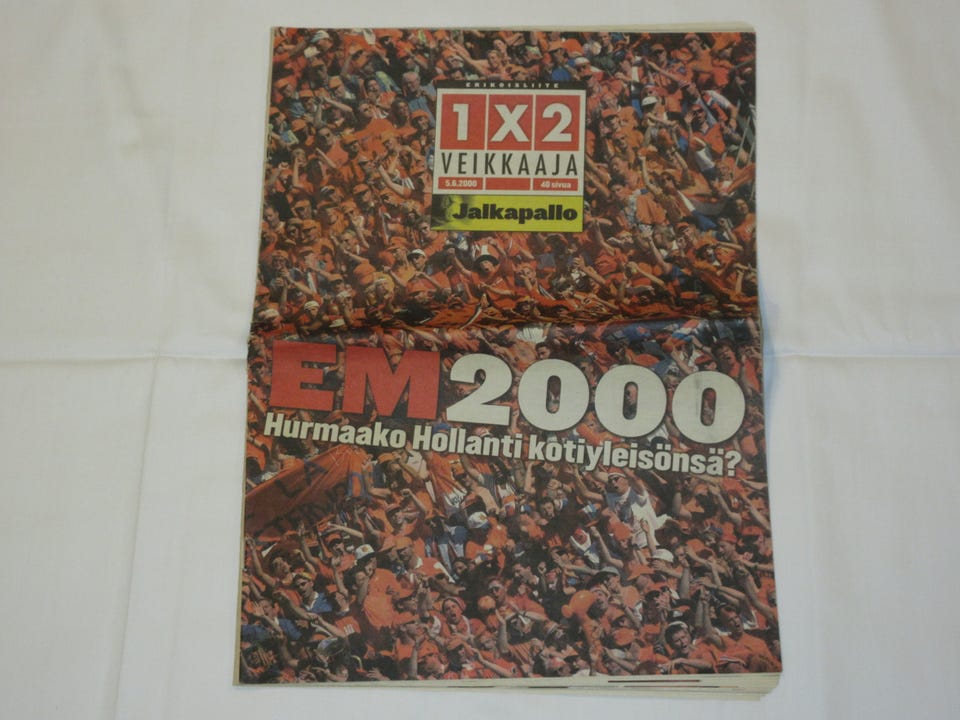 ERIKOISLIITE
1X2
VEIKKAAJA
5.6.2000 40 sivua
Jalkapallo
EM2000
Hurmaako Hollanti kotiyleisönsä?